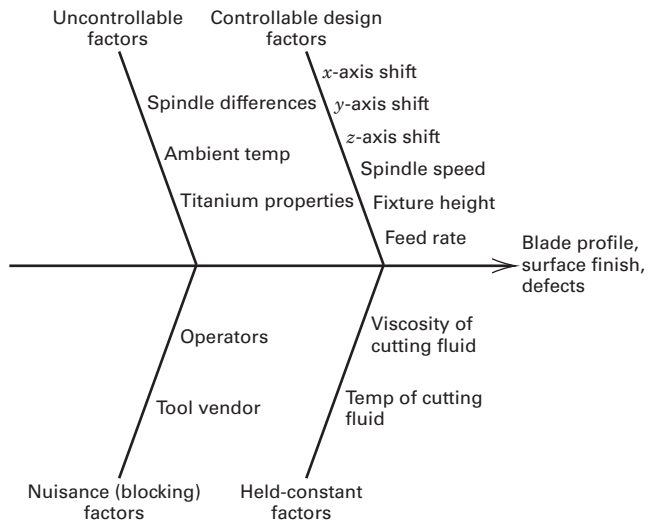 Uncontrollable
factors
Controllable design
factors
x-axis shift
Spindle differences
y-axis shift
z-axis shift
Ambient temp
Spindle speed
Titanium properties
Fixture height
Feed rate
Blade profile,
surface finish,
defects
Operators
Viscosity of
cutting fluid
Tool vendor
Temp of cutting
fluid
Nuisance (blocking)
factors
Held-constant
factors